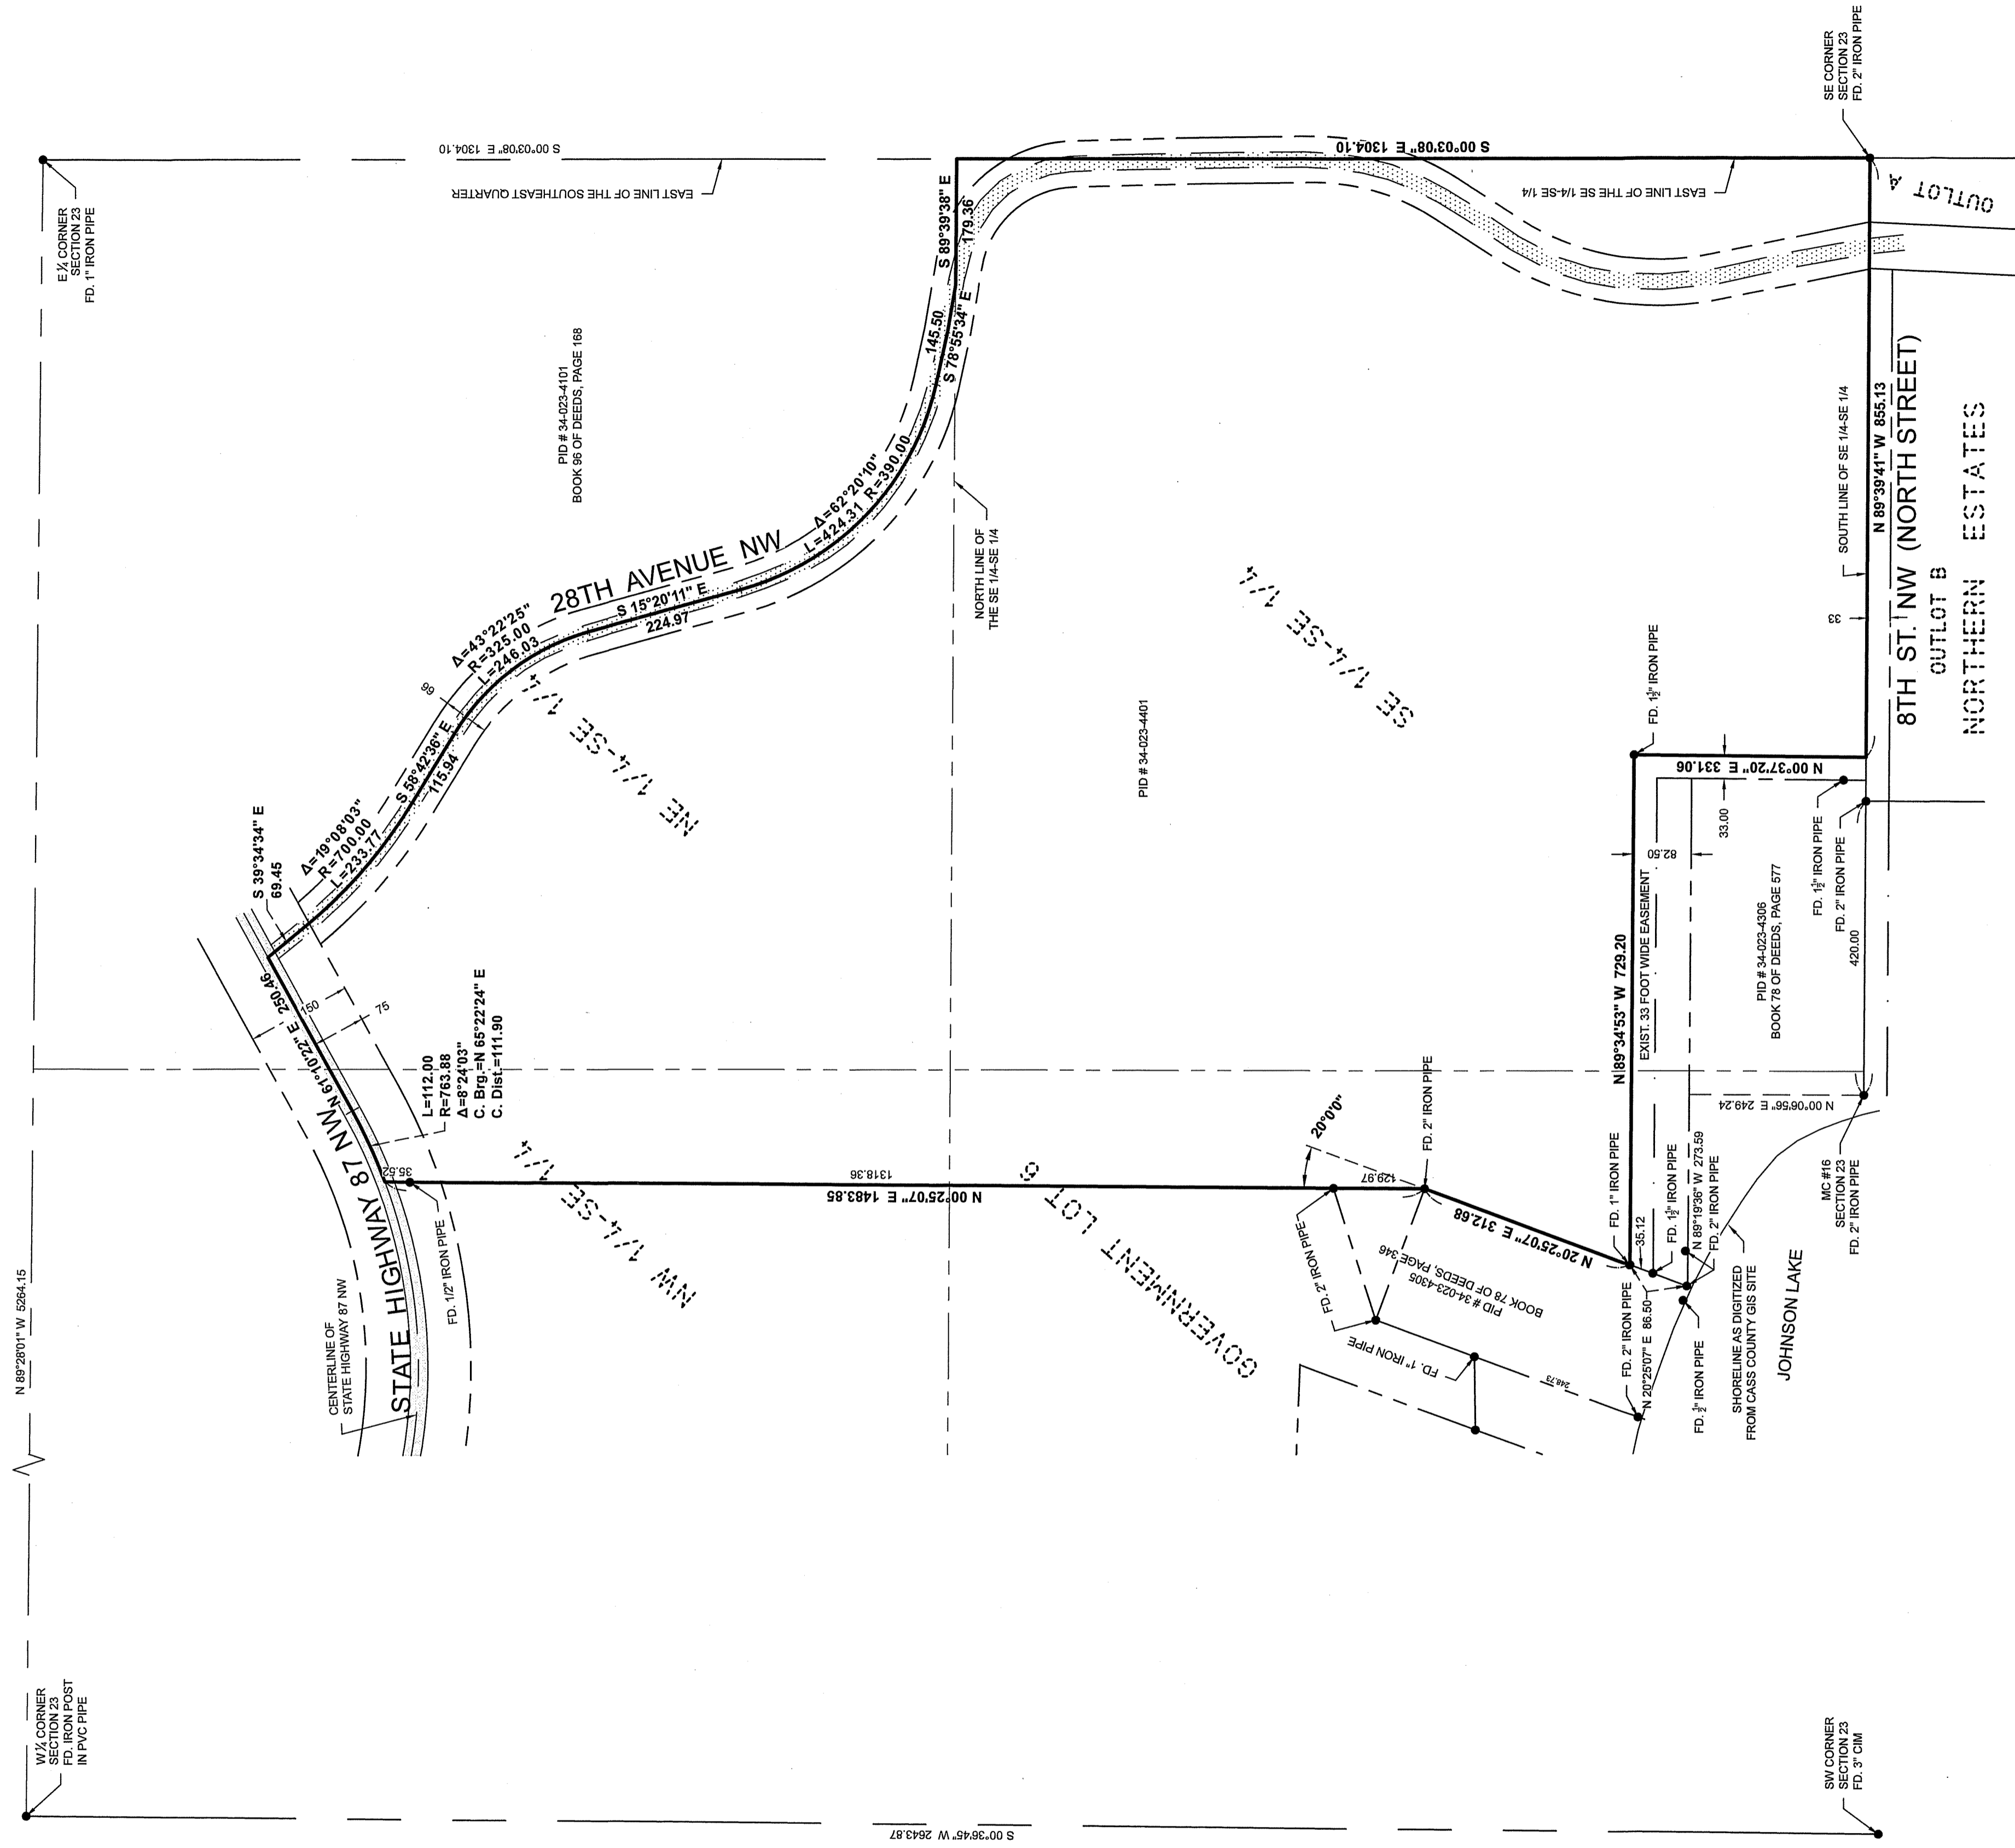 N 89°28'01" W 5264.15
E ¼ CORNER
SECTION 23
FD. 1" IRON PIPE
S 00°03'08" E 1304.10
EAST LINE OF THE SOUTHEAST QUARTER
SE CORNER
SECTION 23
FD. 2" IRON PIPE
S 00°03'08" E 1304.10
EAST LINE OF THE SE 1/4-SE 1/4
OUTLOT A
S 89°39'38" E
179.36
145.50
S 78°55'34" E
PID # 34-023-4101
BOOK 96 OF DEEDS, PAGE 168
Δ=62°20'10"
L=424.31 R=390.00
28TH AVENUE NW
S 15°20'11" E
224.97
Δ=43°22'25"
R=325.00
L=246.03
66
S 58°42'36" E
115.94
Δ=19°08'03"
R=700.00
L=233.77
S 39°34'34" E
69.45
NE 1/4-SE 1/4
NORTH LINE OF
THE SE 1/4-SE 1/4
SE 1/4-SE 1/4
PID # 34-023-4401
SOUTH LINE OF SE 1/4-SE 1/4
N 89°39'41" W 855.13
33
8TH ST. NW (NORTH STREET)
OUTLOT B
NORTHERN ESTATES
FD. 1½" IRON PIPE
N 00°37'20" E 331.06
33.00
82.50
FD. 1½" IRON PIPE
FD. 2" IRON PIPE
420.00
PID # 34-023-4306
BOOK 78 OF DEEDS, PAGE 577
EXIST. 33 FOOT WIDE EASEMENT
N 89°34'53" W 729.20
N 61°10'22" E 250.46
150
75
L=112.00
R=763.88
Δ=8°24'03"
C. Brg.=N 65°22'24" E
C. Dist.=111.90
STATE HIGHWAY 87 NW
35.52
FD. 1/2" IRON PIPE
CENTERLINE OF
STATE HIGHWAY 87 NW
NW 1/4-SE 1/4
1318.36
N 00°25'07" E 1483.85
GOVERNMENT LOT 6
20°0'0"
129.97
FD. 2" IRON PIPE
FD. 2" IRON PIPE
N 20°25'07" E 312.68
PID # 34-023-4305
BOOK 78 OF DEEDS, PAGE 346
FD. 1" IRON PIPE
248.73
FD. 1" IRON PIPE
35.12
FD. 1½" IRON PIPE
N 89°19'36" W 273.59
FD. 2" IRON PIPE
N 00°06'56" E 249.24
MC #16
SECTION 23
FD. 2" IRON PIPE
FD. 2" IRON PIPE
N 20°25'07" E 86.50
FD. ½" IRON PIPE
SHORELINE AS DIGITIZED
FROM CASS COUNTY GIS SITE
JOHNSON LAKE
W ¼ CORNER
SECTION 23
FD. IRON POST
IN PVC PIPE
S 00°36'45" W 2643.87
SW CORNER
SECTION 23
FD. 3" CIM